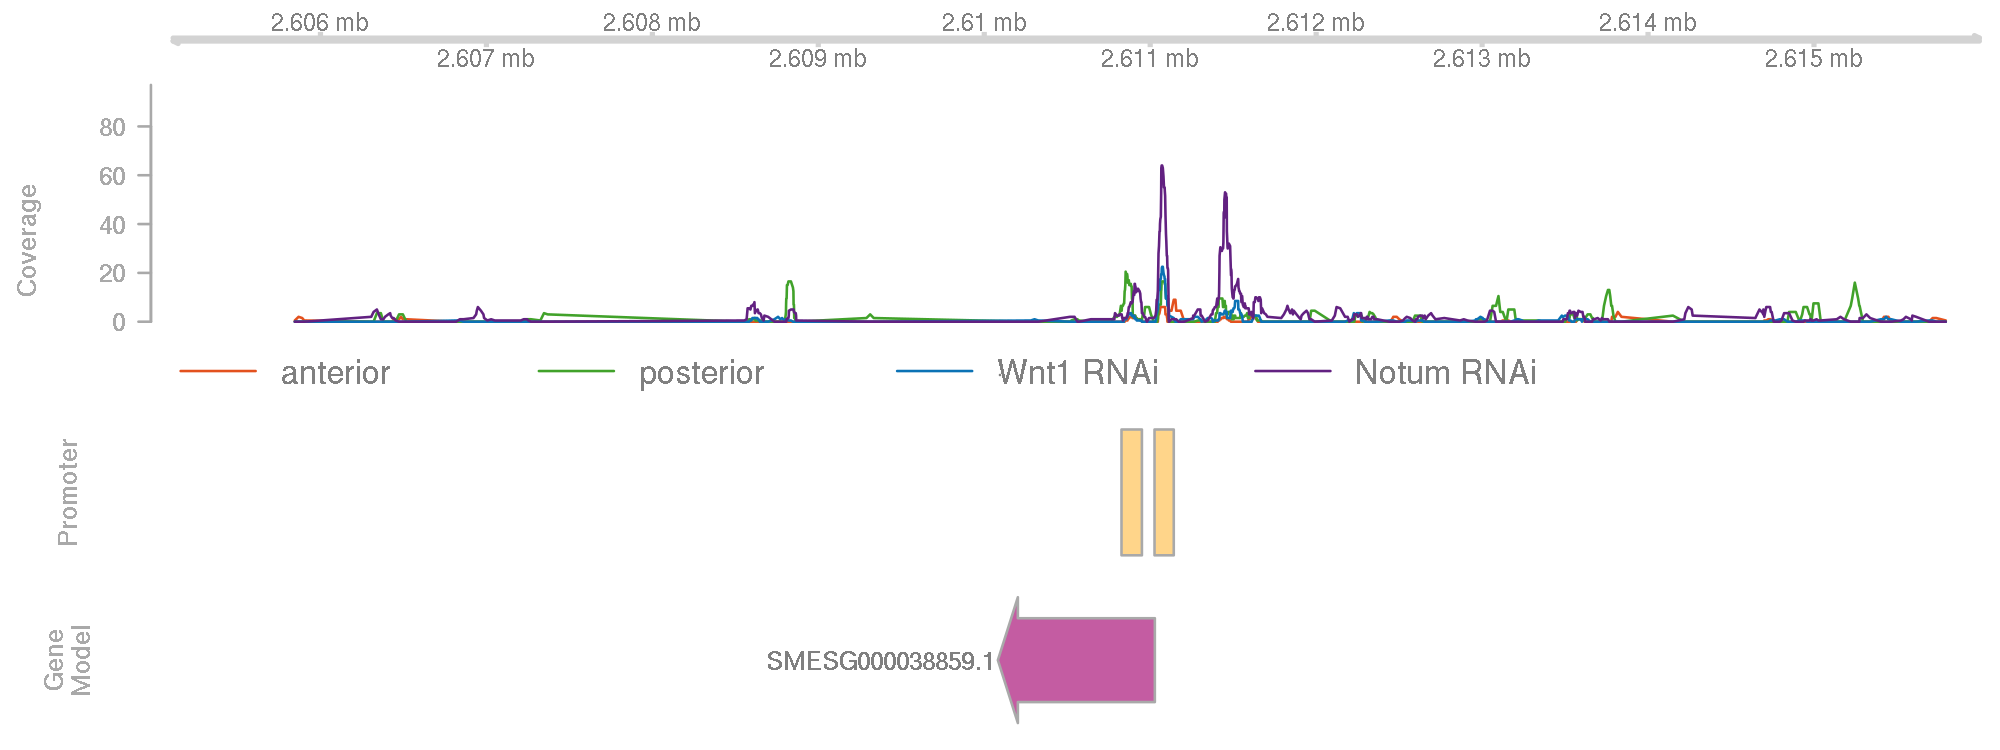 2.606 mb 2.608 mb 2.61 mb 2.612 mb 2.614 mb
2.607 mb 2.609 mb 2.611 mb 2.613 mb 2.615 mb
Coverage
80
60
40
20
0
anterior posterior Wnt1 RNAi Notum RNAi
Promoter
Gene
Model
SMESG000038859.1